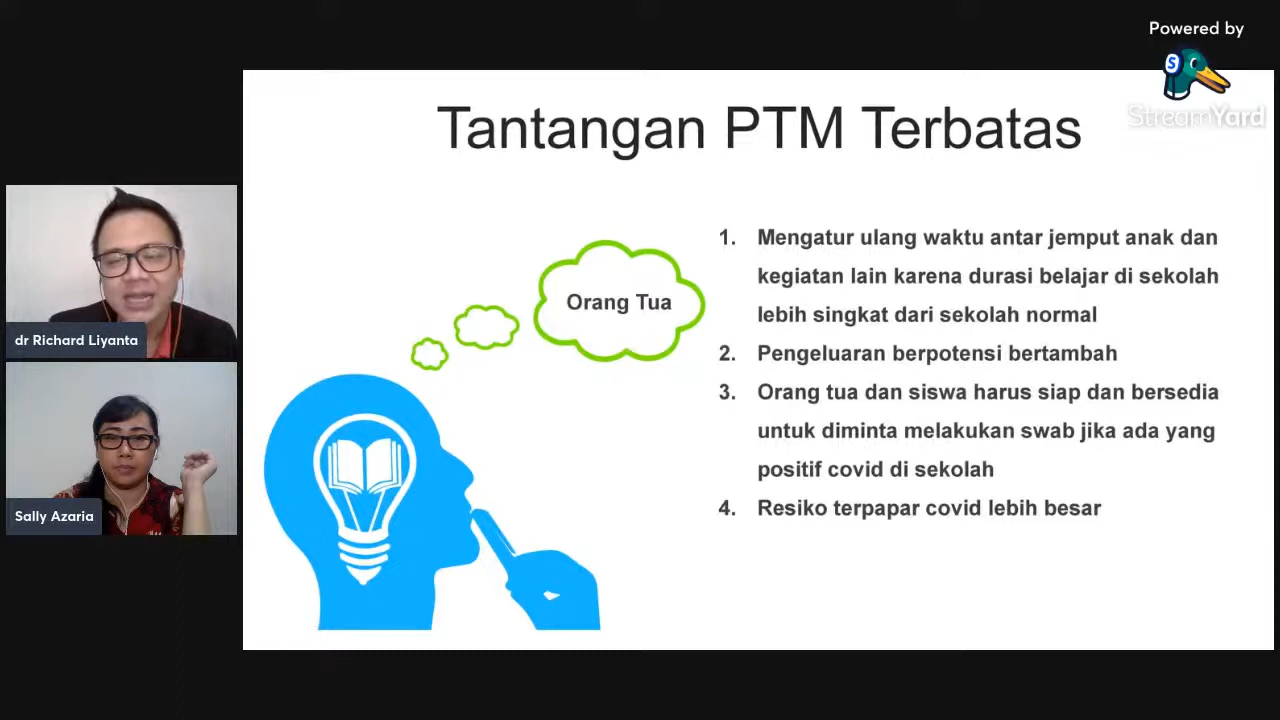 Powered by
StreamYard
Tantangan PTM Terbatas
dr Richard Liyanta
Sally Azaria
Orang Tua
1. Mengatur ulang waktu antar jemput anak dan
kegiatan lain karena durasi belajar di sekolah
lebih singkat dari sekolah normal
2. Pengeluaran berpotensi bertambah
3. Orang tua dan siswa harus siap dan bersedia
untuk diminta melakukan swab jika ada yang
positif covid di sekolah
4. Resiko terpapar covid lebih besar